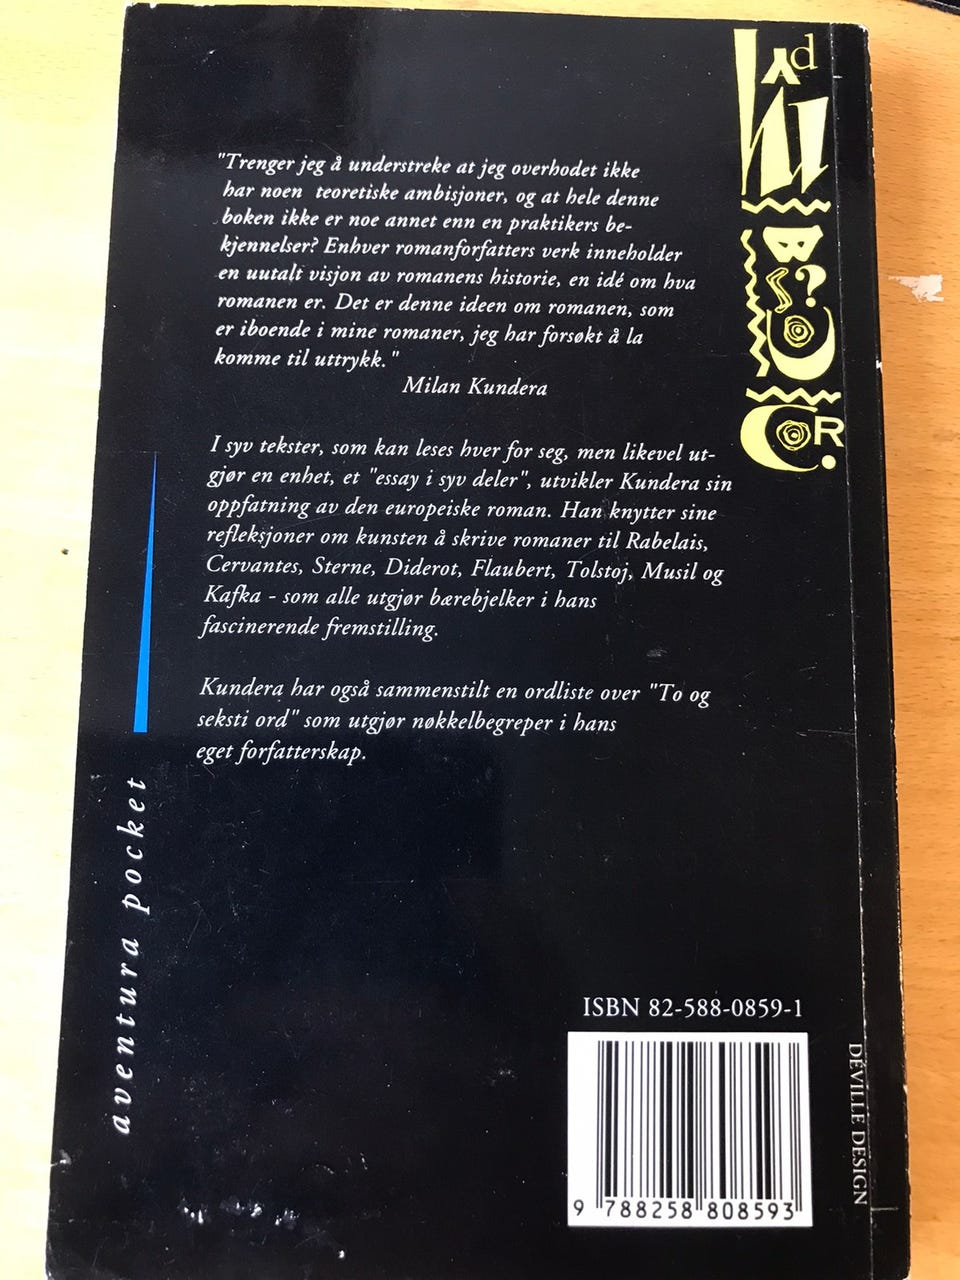 "Trenger jeg å understreke at jeg overhodet ikke
har noen teoretiske ambisjoner, og at hele denne
boken ikke er noe annet enn en praktikers be-
kjennelser? Enhver romanforfatters verk inneholder
en uutalt visjon av romanens historie, en idé om hva
romanen er. Det er denne ideen om romanen, som
er iboende i mine romaner, jeg har forsøkt å la
komme til uttrykk."
Milan Kundera
I syv tekster, som kan leses hver for seg, men likevel ut-
gjør en enhet, et "essay i syv deler", utvikler Kundera sin
oppfatning av den europeiske roman. Han knytter sine
refleksjoner om kunsten å skrive romaner til Rabelais,
Cervantes, Sterne, Diderot, Flaubert, Tolstoj, Musil og
Kafka - som alle utgjør bærebjelker i hans
fascinerende fremstilling.
Kundera har også sammenstilt en ordliste over "To og
seksti ord" som utgjør nøkkelbegreper i hans
eget forfatterskap.
aventura pocket
ISBN 82-588-0859-1
9 788258 808593
DÉVILLE DESIGN